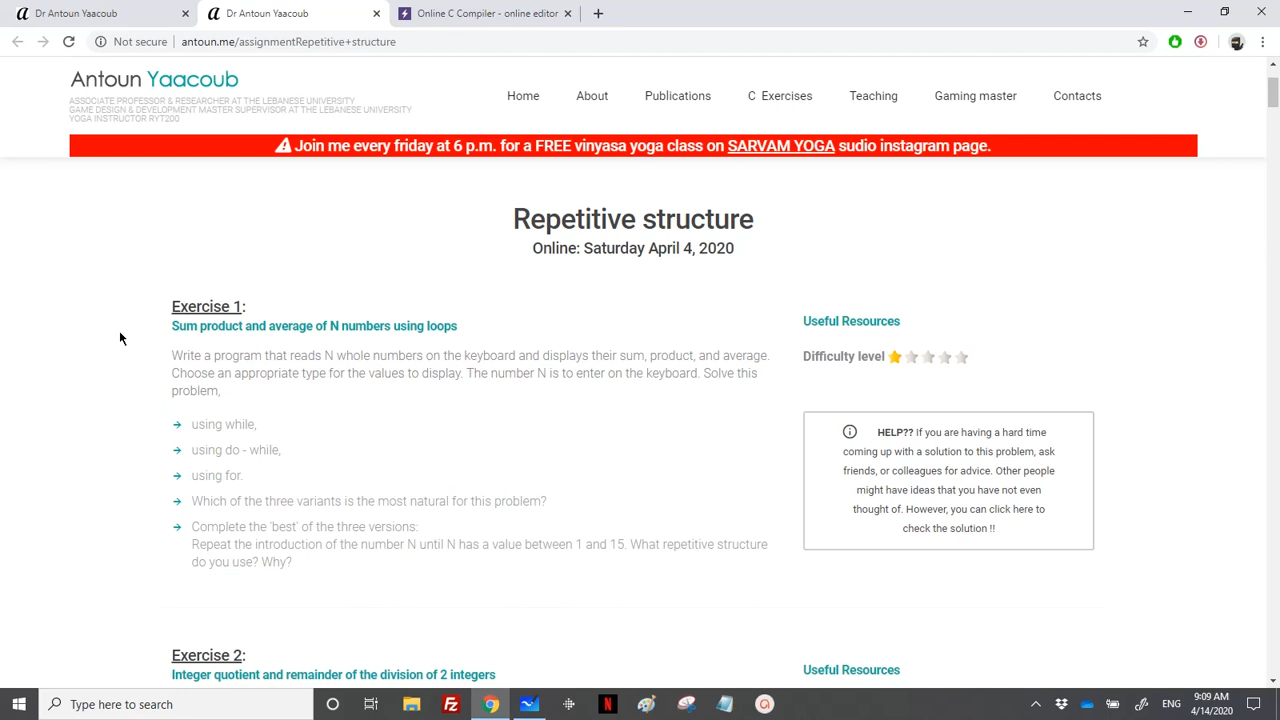 Dr Antoun Yaacoub
Dr Antoun Yaacoub
Online C Compiler - online editor
Not secure
antoun.me/assignmentRepetitive+structure
Antoun Yaacoub
ASSOCIATE PROFESSOR & RESEARCHER AT THE LEBANESE UNIVERSITY
GAME DESIGN & DEVELOPMENT MASTER SUPERVISOR AT THE LEBANESE UNIVERSITY
YOGA INSTRUCTOR RYT200
Home
About
Publications
C Exercises
Teaching
Gaming master
Contacts
Join me every friday at 6 p.m. for a FREE vinyasa yoga class on SARVAM YOGA sudio instagram page.
Repetitive structure
Online: Saturday April 4, 2020
Exercise 1:
Sum product and average of N numbers using loops
Write a program that reads N whole numbers on the keyboard and displays their sum, product, and average.
Choose an appropriate type for the values to display. The number N is to enter on the keyboard. Solve this
problem,
using while,
using do - while,
using for.
Which of the three variants is the most natural for this problem?
Complete the 'best' of the three versions:
Repeat the introduction of the number N until N has a value between 1 and 15. What repetitive structure
do you use? Why?
Useful Resources
Difficulty level
HELP?? If you are having a hard time
coming up with a solution to this problem, ask
friends, or colleagues for advice. Other people
might have ideas that you have not even
thought of. However, you can click here to
check the solution !!
Exercise 2:
Integer quotient and remainder of the division of 2 integers
Useful Resources
Type here to search
ENG
9:09 AM
4/14/2020